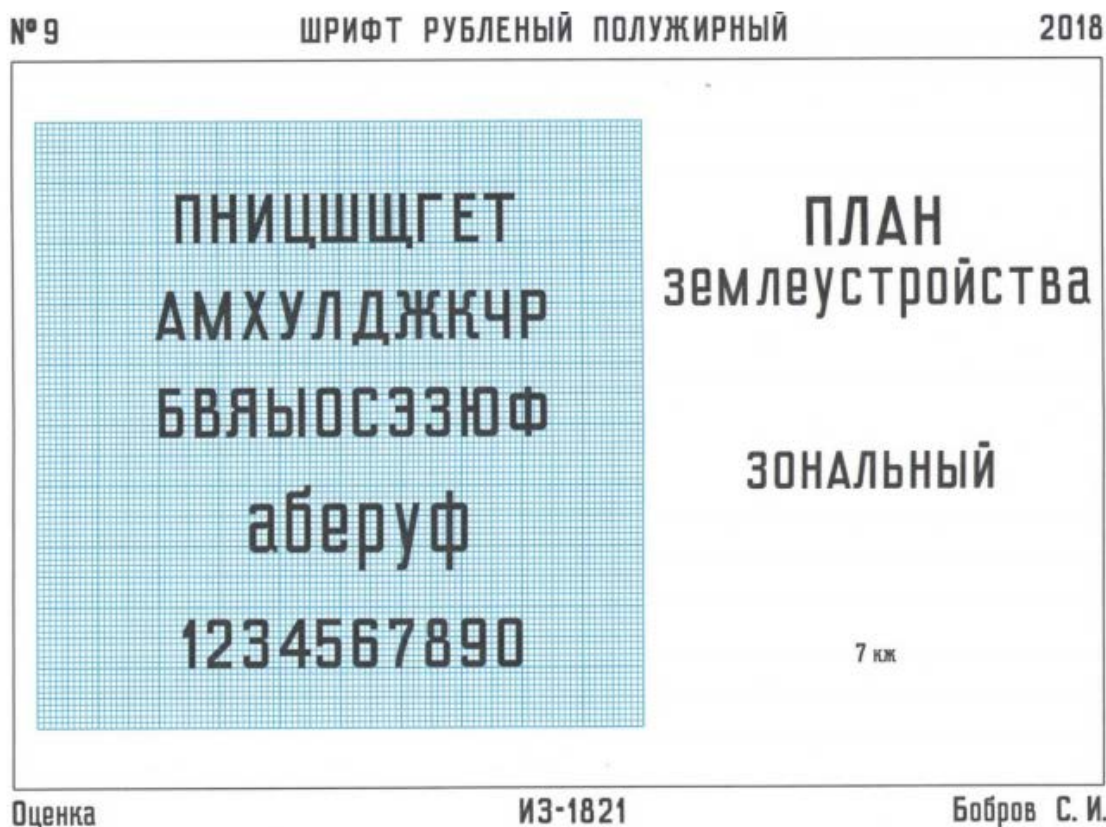 № 9 ШРИФТ РУБЛЕНЫЙ ПОЛУЖИРНЫЙ 2018
ПНИЦШЩГЕТ
АМХУЛДЖКЧР
БВЯЫОСЭЗЮФ
аберуф
1234567890
ПЛАН
землеустройства
ЗОНАЛЬНЫЙ
7 кж
Оценка ИЗ-1821 Бобров С. И.